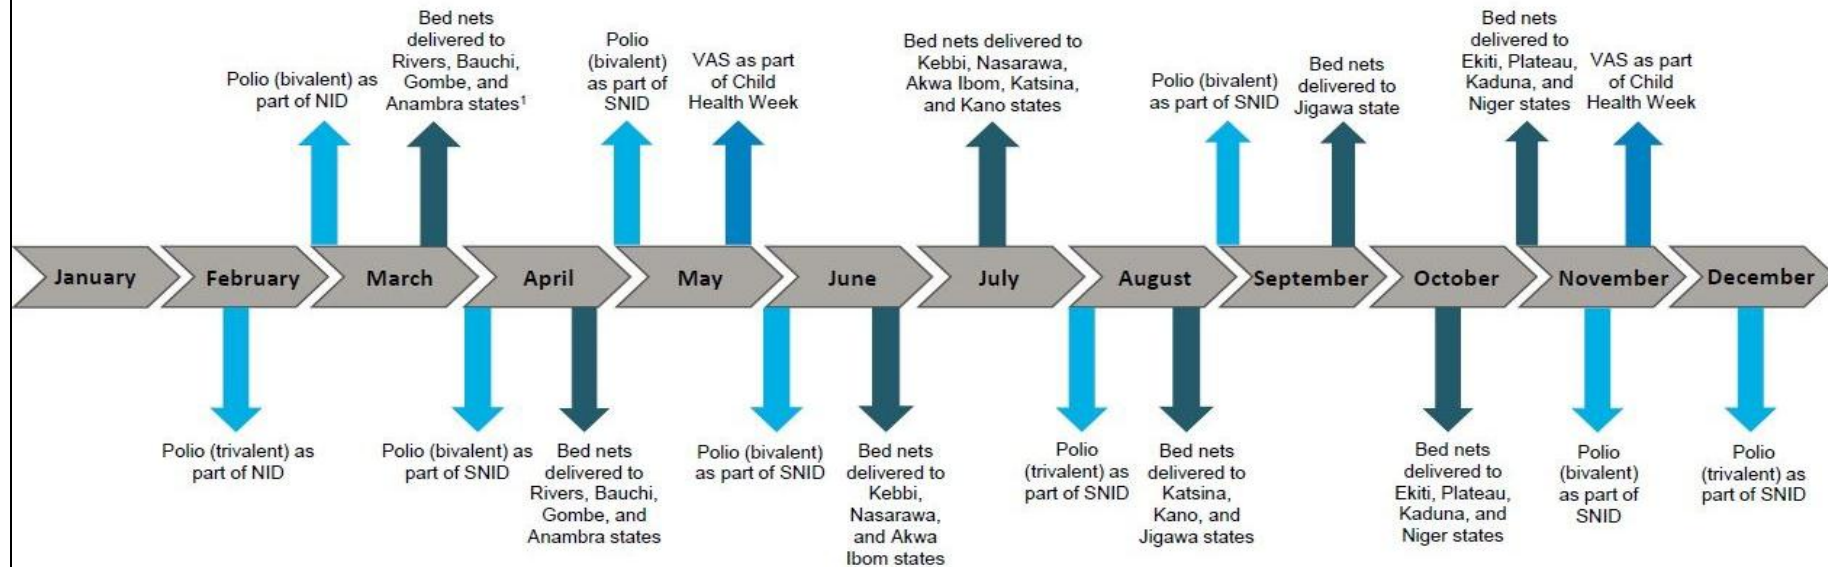 Polio (bivalent) as
part of NID
Bed nets
delivered to
Rivers, Bauchi,
Gombe, and
Anambra states¹
Polio
(bivalent)
as part of
SNID
VAS as part
of Child
Health Week
Bed nets delivered to
Kebbi, Nasarawa,
Akwa Ibom, Katsina,
and Kano states
Polio (bivalent)
as part of SNID
Bed nets
delivered to
Jigawa state
Bed nets
delivered to
Ekiti, Plateau,
Kaduna, and
Niger states
VAS as part
of Child
Health Week
January
February
March
April
May
June
July
August
September
October
November
December
Polio (trivalent) as
part of NID
Polio (bivalent) as
part of SNID
Bed nets
delivered to
Rivers, Bauchi,
Gombe, and
Anambra states
Polio (bivalent)
as part of SNID
Bed nets
delivered to
Kebbi,
Nasarawa,
and Akwa
Ibom states
Polio
(trivalent) as
part of SNID
Bed nets
delivered to
Katsina,
Kano, and
Jigawa states
Bed nets
delivered to
Ekiti, Plateau,
Kaduna, and
Niger states
Polio
(bivalent)
as part of
SNID
Polio
(trivalent) as
part of SNID